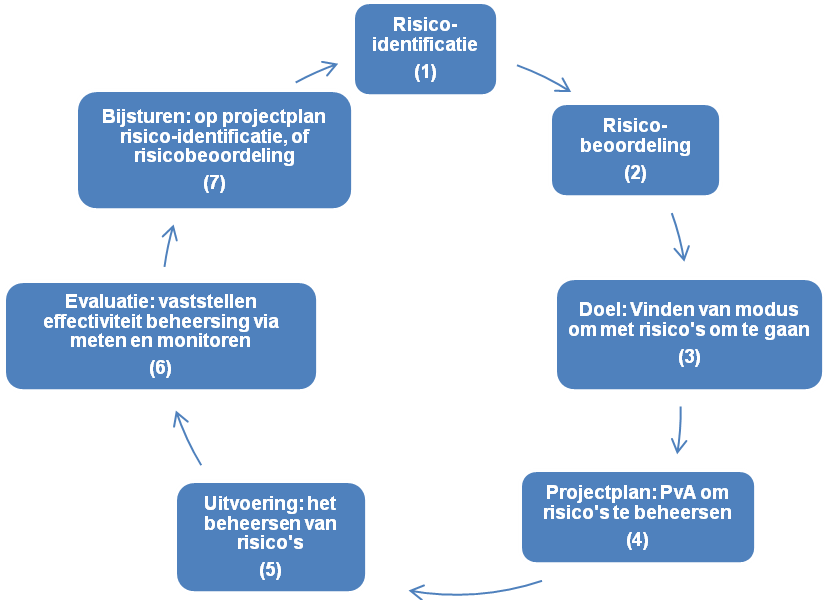 Risico-
identificatie
(1)
Risico-
beoordeling
(2)
Doel: Vinden van modus
om met risico's om te gaan
(3)
Projectplan: PvA om
risico's te beheersen
(4)
Uitvoering: het
beheersen van
risico's
(5)
Evaluatie: vaststellen
effectiviteit beheersing via
meten en monitoren
(6)
Bijsturen: op projectplan
risico-identificatie, of
risicobeoordeling
(7)